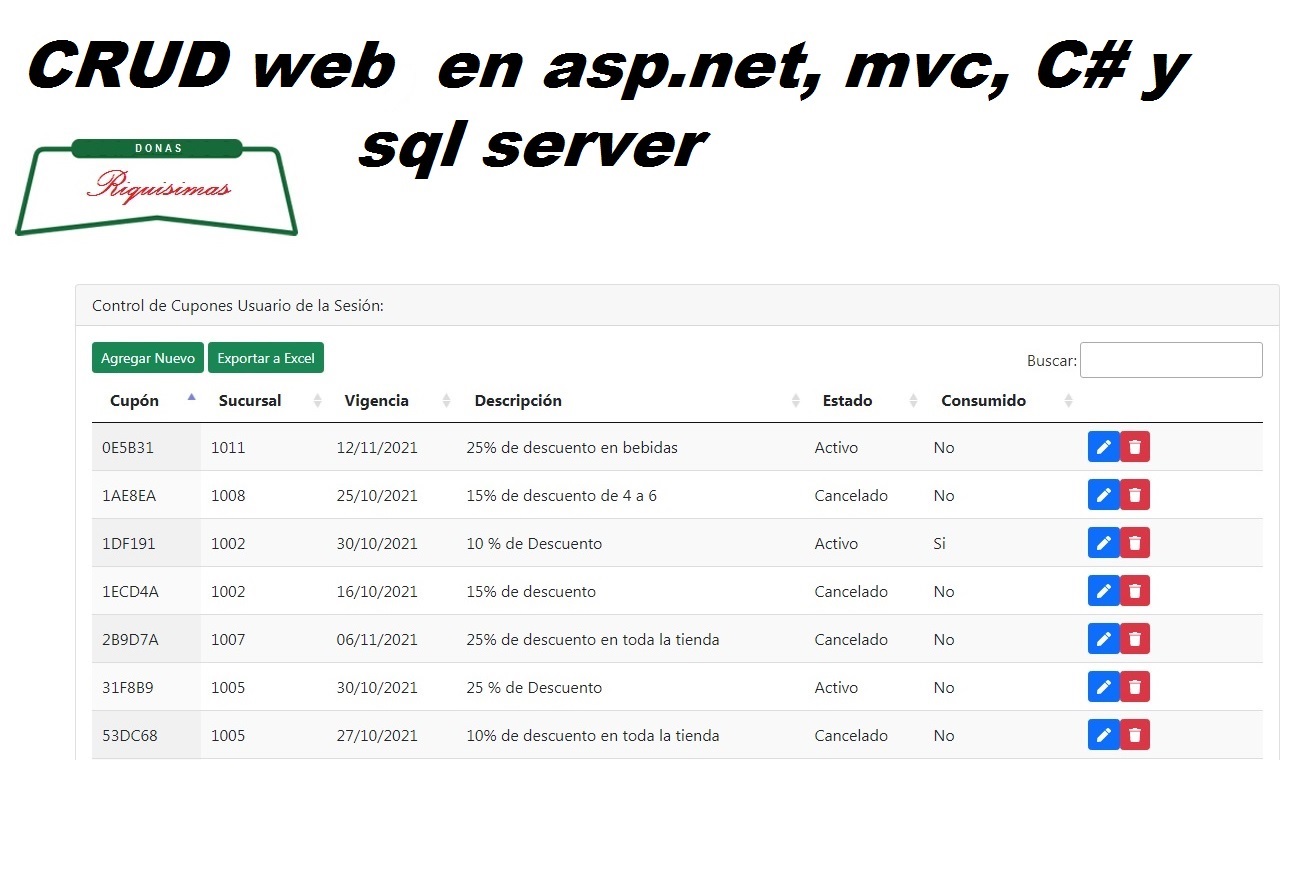 CRUD web en asp.net, mvc, C# y
sql server
DONAS
Riquisimas
Control de Cupones Usuario de la Sesión:
Agregar Nuevo Exportar a Excel Buscar:
Cupón Sucursal Vigencia Descripción Estado Consumido
0E5B31 1011 12/11/2021 25% de descuento en bebidas Activo No
1AE8EA 1008 25/10/2021 15% de descuento de 4 a 6 Cancelado No
1DF191 1002 30/10/2021 10 % de Descuento Activo Si
1ECD4A 1002 16/10/2021 15% de descuento Cancelado No
2B9D7A 1007 06/11/2021 25% de descuento en toda la tienda Cancelado No
31F8B9 1005 30/10/2021 25 % de Descuento Activo No
53DC68 1005 27/10/2021 10% de descuento en toda la tienda Cancelado No